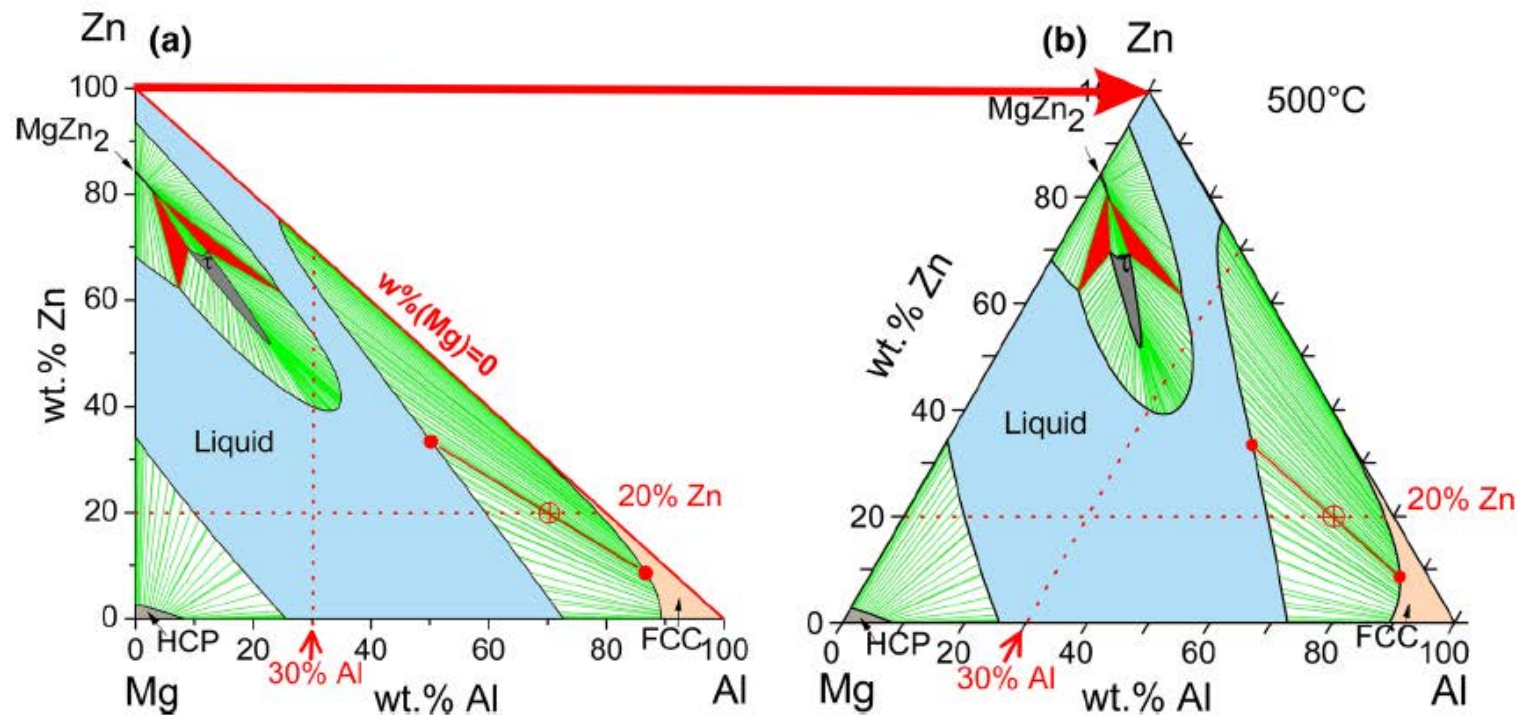 Zn (a)
100
MgZn2
80
τ
60
wt.% Zn
w%(Mg)=0
40
Liquid
20
20% Zn
0
HCP
FCC
0 20 40 60 80 100
30% Al
Mg wt.% Al Al
(b) Zn
500°C
MgZn2
80
τ
60
wt.% Zn
40
Liquid
20
20% Zn
0
HCP
FCC
0 20 40 60 80 100
30% Al
Mg wt.% Al Al